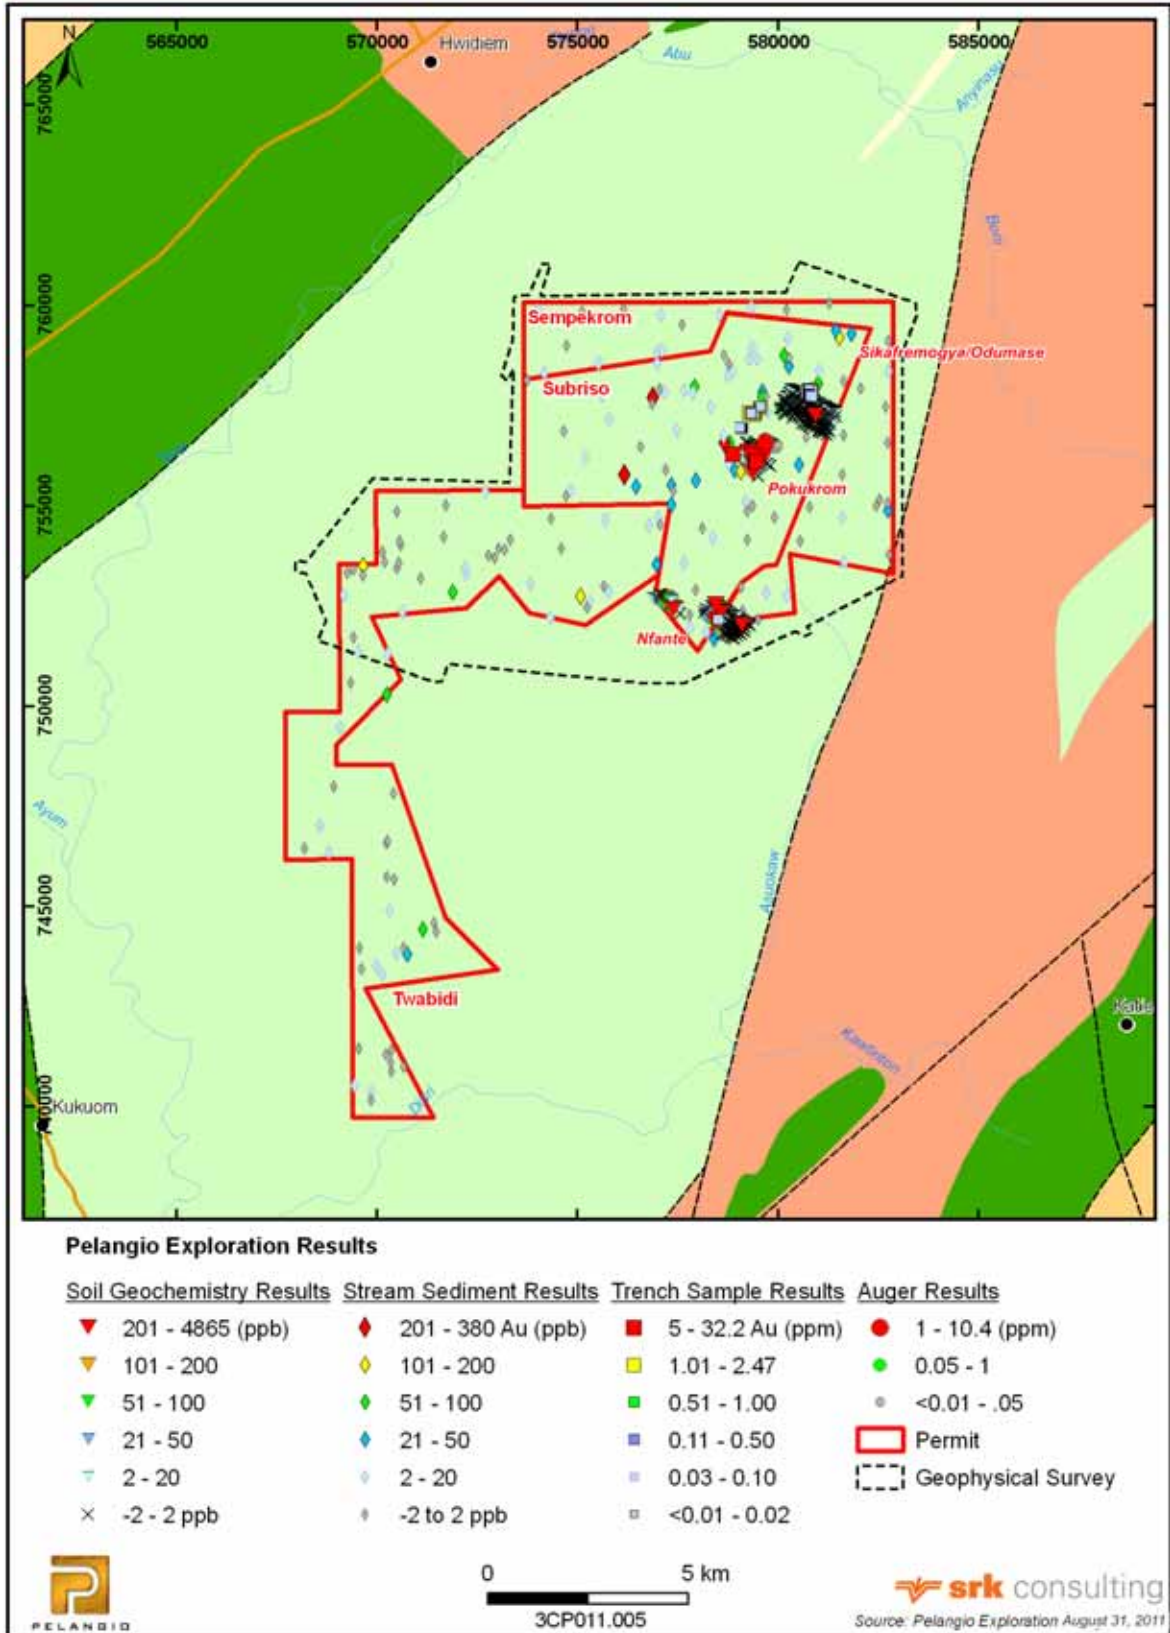 N
565000
570000
575000
580000
585000
Hwidiem
Abu
Anyinasu
765000
Bom
760000
Sempekrom
Sikafremogya/Odumase
Subriso
755000
Pokukrom
Nfante
750000
Ayum
Asuokaw
745000
Twabidi
Kukuom
Pelangio Exploration Results
Soil Geochemistry Results Stream Sediment Results Trench Sample Results Auger Results
201 - 4865 (ppb) 201 - 380 Au (ppb) 5 - 32.2 Au (ppm) 1 - 10.4 (ppm)
101 - 200 101 - 200 1.01 - 2.47 0.05 - 1
51 - 100 51 - 100 0.51 - 1.00 <0.01 - .05
21 - 50 21 - 50 0.11 - 0.50 Permit
2 - 20 2 - 20 0.03 - 0.10 Geophysical Survey
-2 - 2 ppb -2 to 2 ppb <0.01 - 0.02
0 5 km
3CP011.005
PELANGIO
srk consulting
Source: Pelangio Exploration August 31, 2011